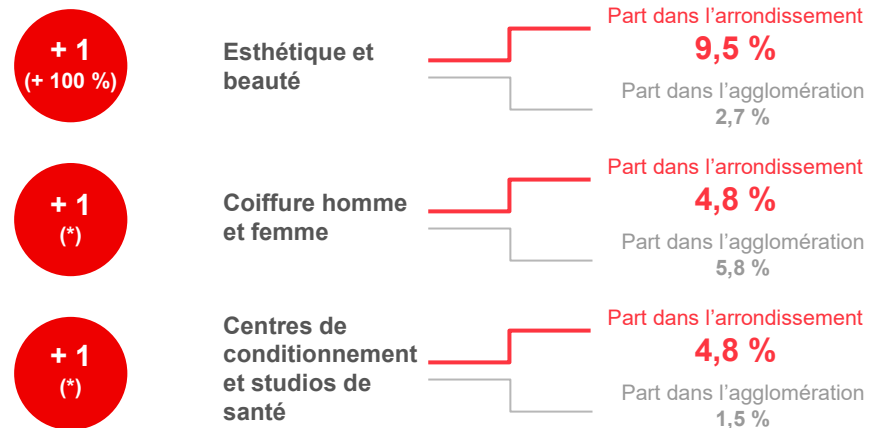 + 1
(+ 100 %)
Esthétique et
beauté
Part dans l'arrondissement
9,5 %
Part dans l'agglomération
2,7 %
+ 1
(*)
Coiffure homme
et femme
Part dans l'arrondissement
4,8 %
Part dans l'agglomération
5,8 %
+ 1
(*)
Centres de
conditionnement
et studios de
santé
Part dans l'arrondissement
4,8 %
Part dans l'agglomération
1,5 %